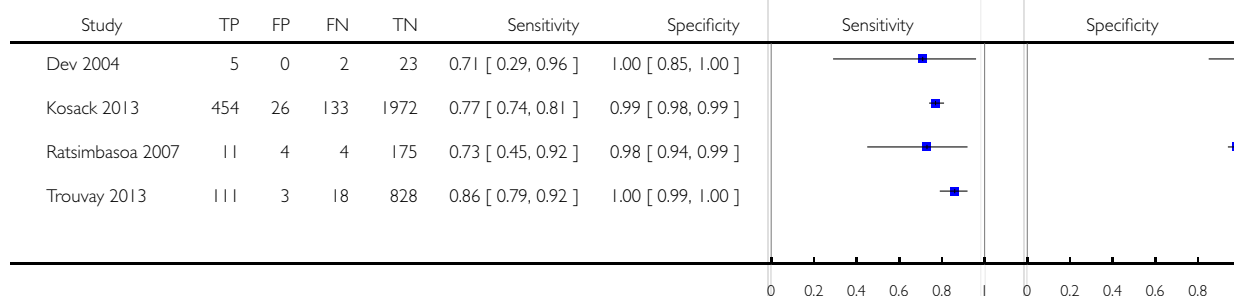 Study TP FP FN TN Sensitivity Specificity Sensitivity Specificity
Dev 2004 5 0 2 23 0.71 [ 0.29, 0.96 ] 1.00 [ 0.85, 1.00 ]
Kosack 2013 454 26 133 1972 0.77 [ 0.74, 0.81 ] 0.99 [ 0.98, 0.99 ]
Ratsimbasoa 2007 11 4 4 175 0.73 [ 0.45, 0.92 ] 0.98 [ 0.94, 0.99 ]
Trouvay 2013 111 3 18 828 0.86 [ 0.79, 0.92 ] 1.00 [ 0.99, 1.00 ]
0 0.2 0.4 0.6 0.8 1 0 0.2 0.4 0.6 0.8